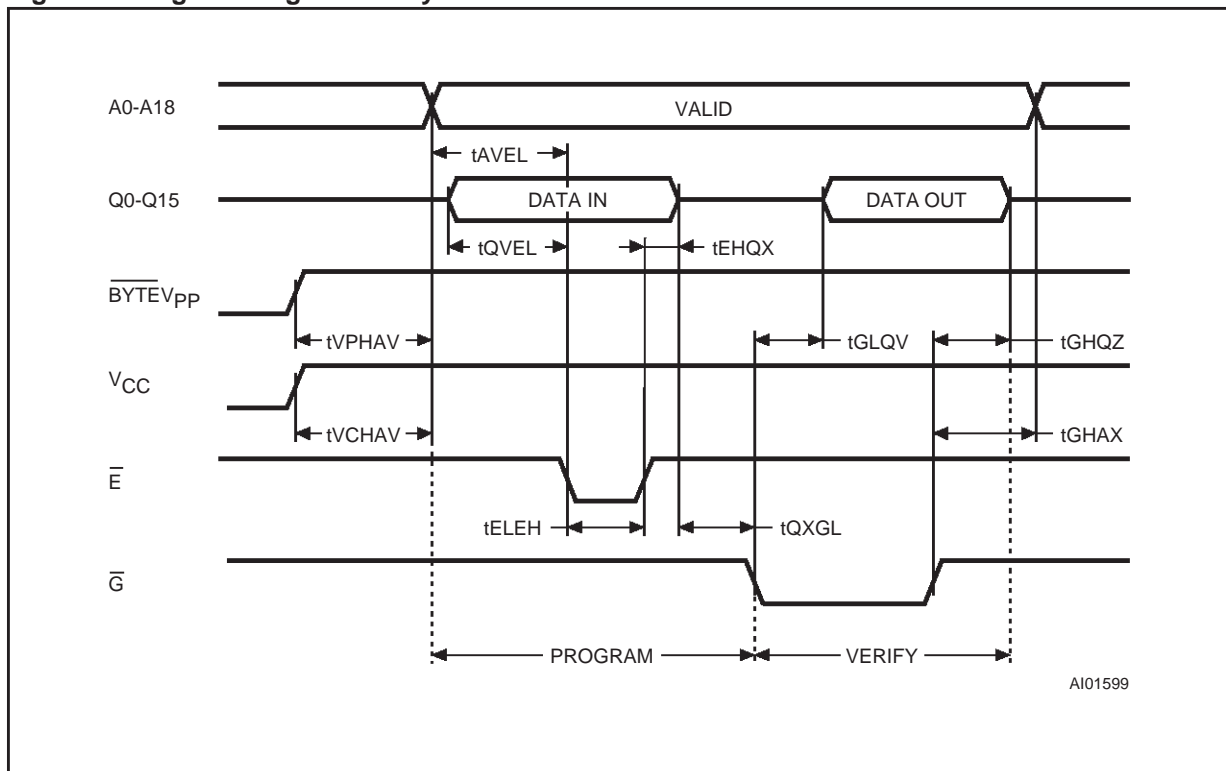 A0-A18
VALID
tAVEL
Q0-Q15
DATA IN
DATA OUT
tQVEL
tEHQX
BYTEVPP
tVPHAV
tGLQV
tGHQZ
VCC
tVCHAV
tGHAX
E
tELEH
tQXGL
G
PROGRAM
VERIFY
AI01599